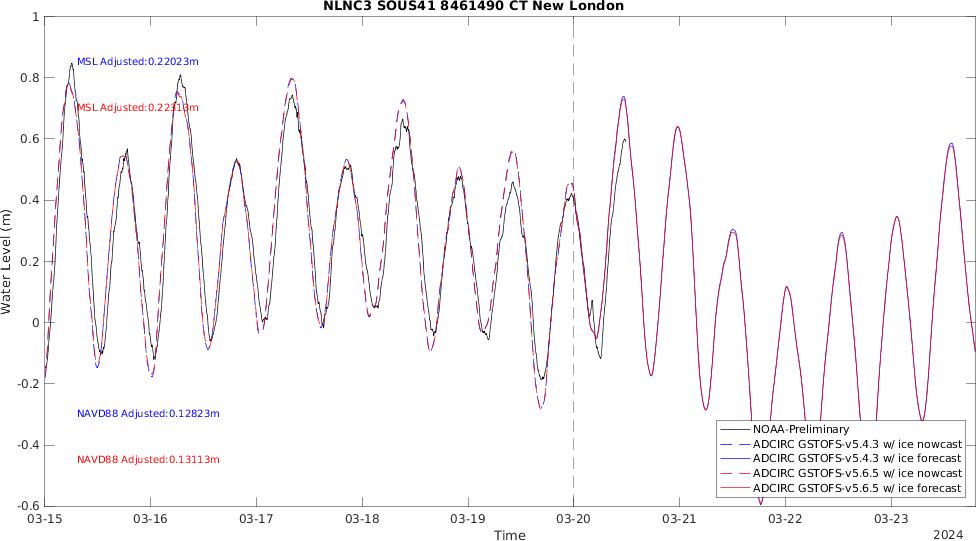 NLNC3 SOUS41 8461490 CT New London
1
0.8
0.6
0.4
0.2
0
-0.2
-0.4
-0.6
Water Level (m)
MSL Adjusted:0.22023m
MSL Adjusted:0.22313m
NAVD88 Adjusted:0.12823m
NAVD88 Adjusted:0.13113m
NOAA-Preliminary
ADCIRC GSTOFS-v5.4.3 w/ ice nowcast
ADCIRC GSTOFS-v5.4.3 w/ ice forecast
ADCIRC GSTOFS-v5.6.5 w/ ice nowcast
ADCIRC GSTOFS-v5.6.5 w/ ice forecast
03-15 03-16 03-17 03-18 03-19 03-20 03-21 03-22 03-23
Time
2024